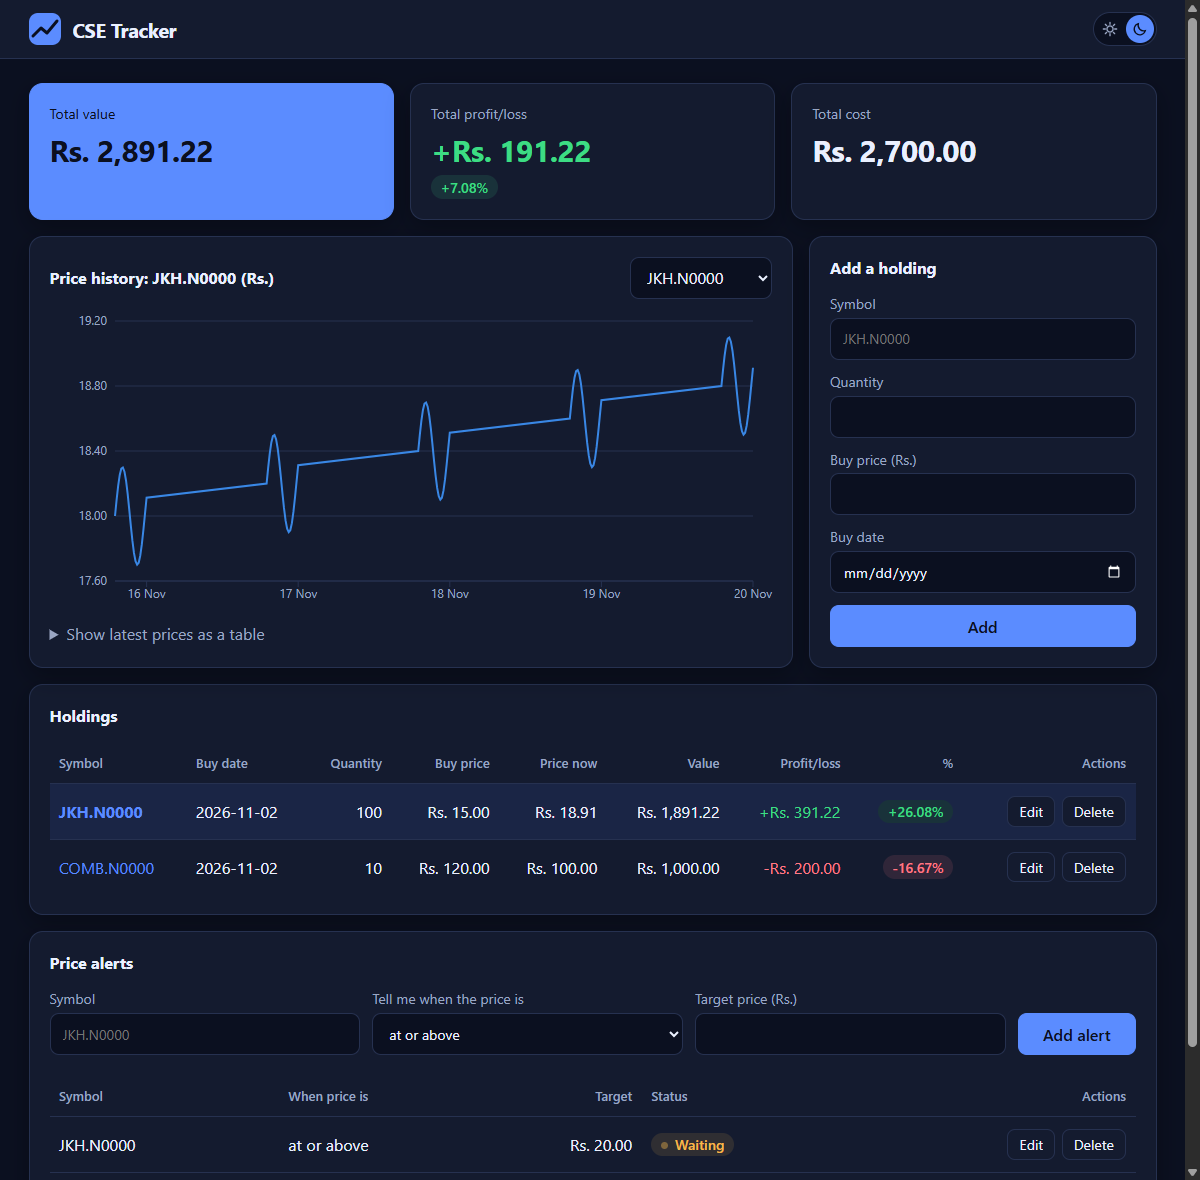 CSE Tracker
Total value
Rs. 2,891.22
Total profit/loss
+Rs. 191.22
+7.08%
Total cost
Rs. 2,700.00
Price history: JKH.N0000 (Rs.)
JKH.N0000
19.20
18.80
18.40
18.00
17.60
16 Nov 17 Nov 18 Nov 19 Nov 20 Nov
Show latest prices as a table
Add a holding
Symbol
JKH.N0000
Quantity
Buy price (Rs.)
Buy date
mm/dd/yyyy
Add
Holdings
Symbol Buy date Quantity Buy price Price now Value Profit/loss % Actions
JKH.N0000 2026-11-02 100 Rs. 15.00 Rs. 18.91 Rs. 1,891.22 +Rs. 391.22 +26.08% Edit Delete
COMB.N0000 2026-11-02 10 Rs. 120.00 Rs. 100.00 Rs. 1,000.00 -Rs. 200.00 -16.67% Edit Delete
Price alerts
Symbol Tell me when the price is Target price (Rs.)
JKH.N0000 at or above Add alert
Symbol When price is Target Status Actions
JKH.N0000 at or above Rs. 20.00 Waiting Edit Delete